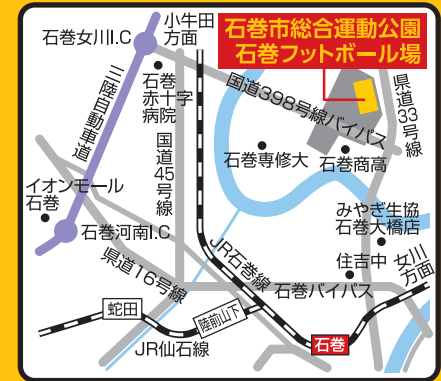 小牛田
方面
石巻女川I.C
石巻市総合運動公園
石巻フットボール場
三陸自動車道
石巻
赤十字
病院
国道398号線バイパス
県道33号線
国道45号線
石巻専修大
石巻商高
イオンモール
石巻
みやぎ生協
石巻大橋店
石巻河南I.C
県道16号線
JR石巻線
住吉中
女川
方面
石巻バイパス
蛇田
陸前山下
石巻
JR仙石線